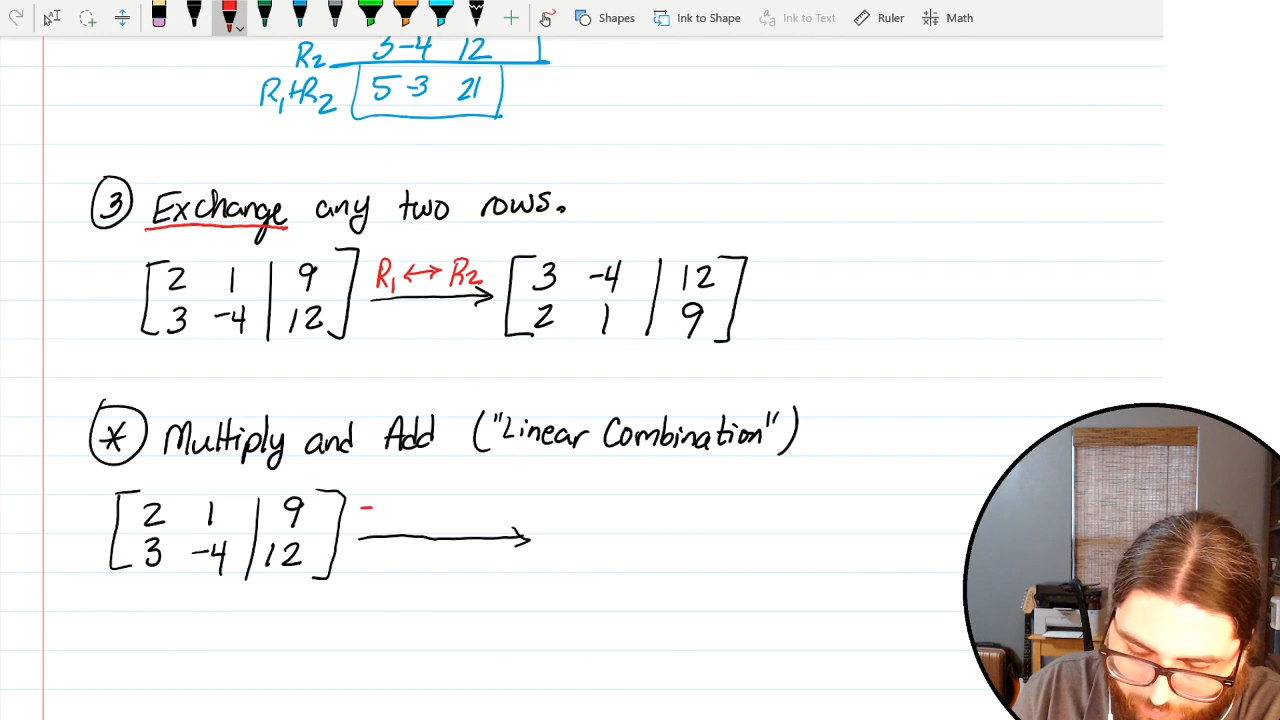 Shapes Ink to Shape Ink to Text Ruler Math
R2 3 -4 12
R1+R2 5 -3 21
③ Exchange any two rows.
[2 1 | 9] R1 ↔ R2 [3 -4 | 12]
[3 -4 | 12] → [2 1 | 9]
(*) Multiply and Add ("Linear Combination")
[2 1 | 9] -
[3 -4 | 12] →